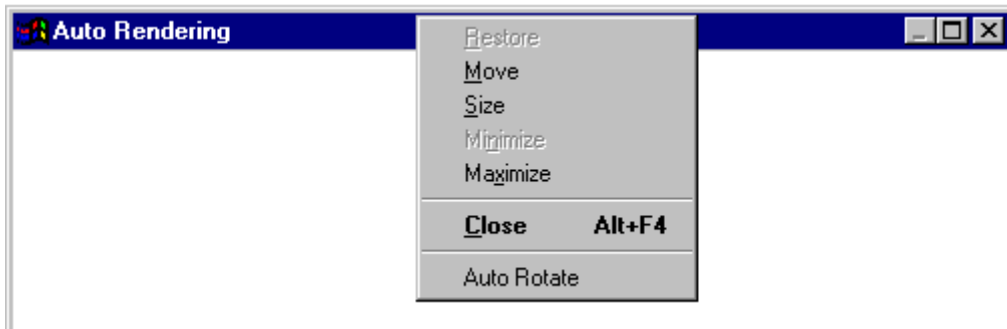 Auto Rendering
Restore
Move
Size
Minimize
Maximize
Close Alt+F4
Auto Rotate